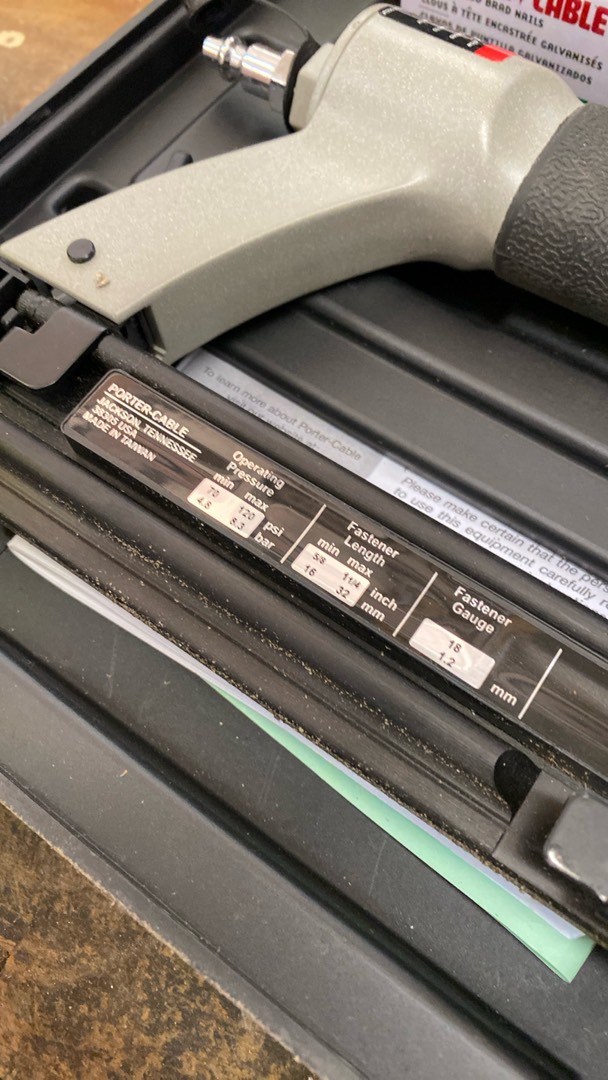 CABLE
BRAD NAILS
CLOUS À TÊTE ENCASTRÉE GALVANISÉS
GALVANIZADOS
To learn more about Porter-Cable
Please make certain that the
to use this equipment carefully
PORTER-CABLE
JACKSON, TENNESSEE
38305 USA
MADE IN TAIWAN
Operating
Pressure
min max
70 120 psi
4.8 8.3 bar
Fastener
Length
min max
5/8 11/4 inch
16 32 mm
Fastener
Gauge
18
1.2 mm